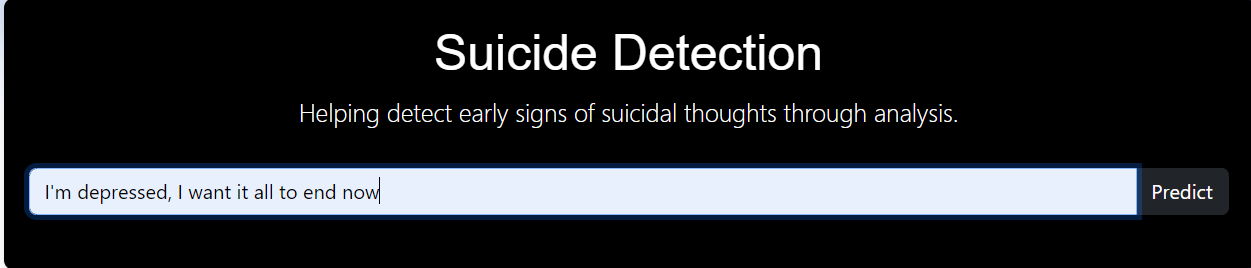 Suicide Detection
Helping detect early signs of suicidal thoughts through analysis.
I'm depressed, I want it all to end now
Predict